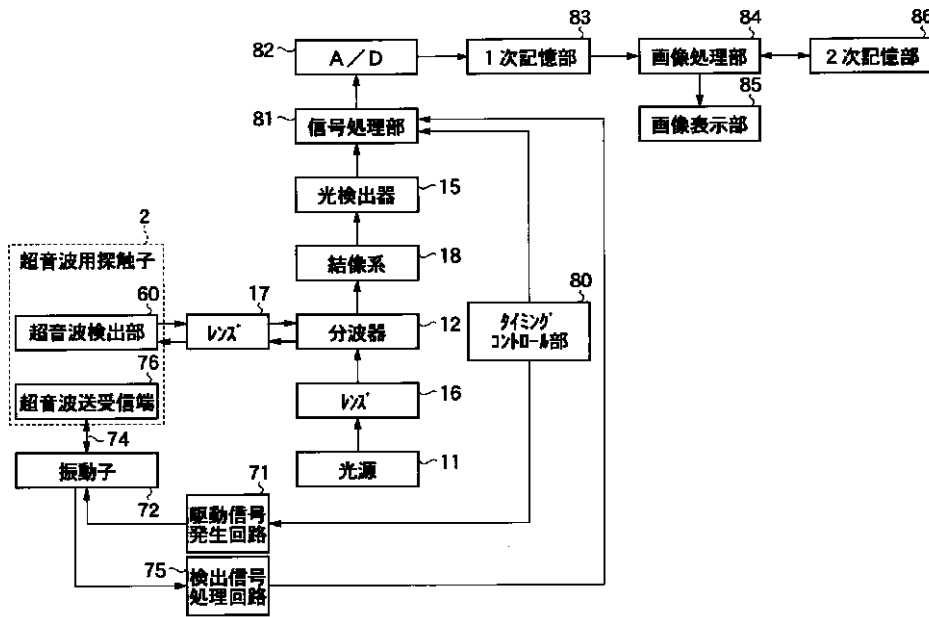 83
84
86
82
A/D
1次記憶部
画像処理部
2次記憶部
85
81
信号処理部
画像表示部
光検出器
15
2
超音波用探触子
結像系
18
60
17
80
超音波検出部
レンズ
分波器
12
タイミング
コントロール部
76
超音波送受信端
レンズ
16
74
振動子
光源
11
72
71
駆動信号
発生回路
75
検出信号
処理回路